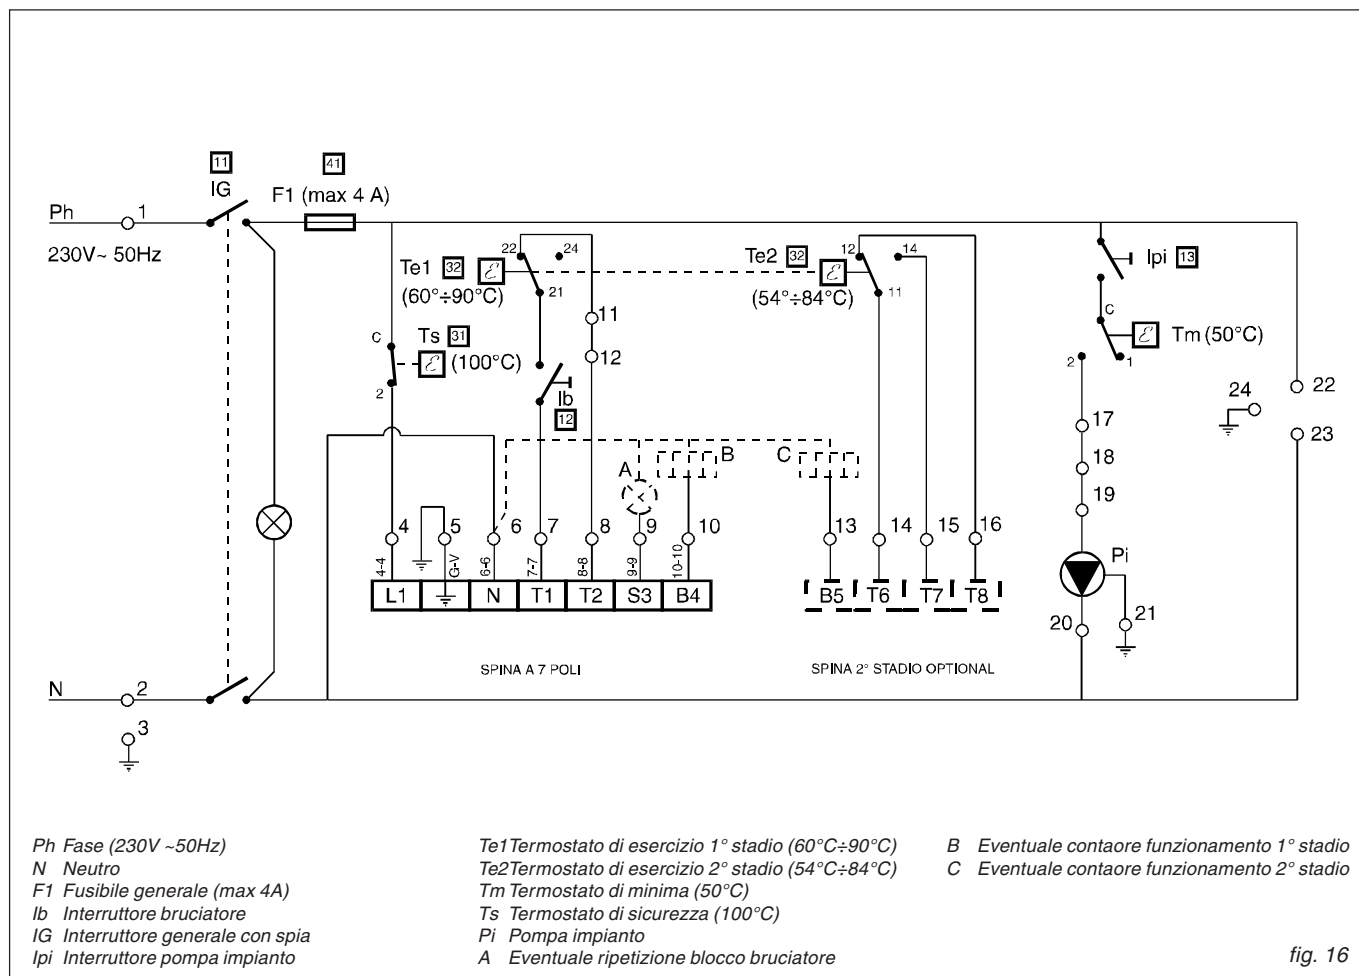 11
41
IG
F1 (max 4 A)
Ph
1
230V~ 50Hz
22
24
12
14
Te1 32
ℰ
Te2 32
ℰ
Ipi 13
(60°÷90°C)
21
(54°÷84°C)
11
11
C
C
Ts 31
ℰ
(100°C)
12
ℰ
Tm (50°C)
2
1
2
Ib
12
24
22
23
17
A
B
C
18
19
4
5
6
7
8
9
10
13
14
15
16
Pi
4-4
G-V
6-6
7-7
8-8
9-9
10-10
L1
N
T1
T2
S3
B4
B5
T6
T7
T8
20
21
SPINA A 7 POLI
SPINA 2° STADIO OPTIONAL
N
2
3
Ph Fase (230V ~50Hz)
N Neutro
F1 Fusibile generale (max 4A)
Ib Interruttore bruciatore
IG Interruttore generale con spia
Ipi Interruttore pompa impianto
Te1 Termostato di esercizio 1° stadio (60°C÷90°C)
Te2 Termostato di esercizio 2° stadio (54°C÷84°C)
Tm Termostato di minima (50°C)
Ts Termostato di sicurezza (100°C)
Pi Pompa impianto
A Eventuale ripetizione blocco bruciatore
B Eventuale contaore funzionamento 1° stadio
C Eventuale contaore funzionamento 2° stadio
fig. 16